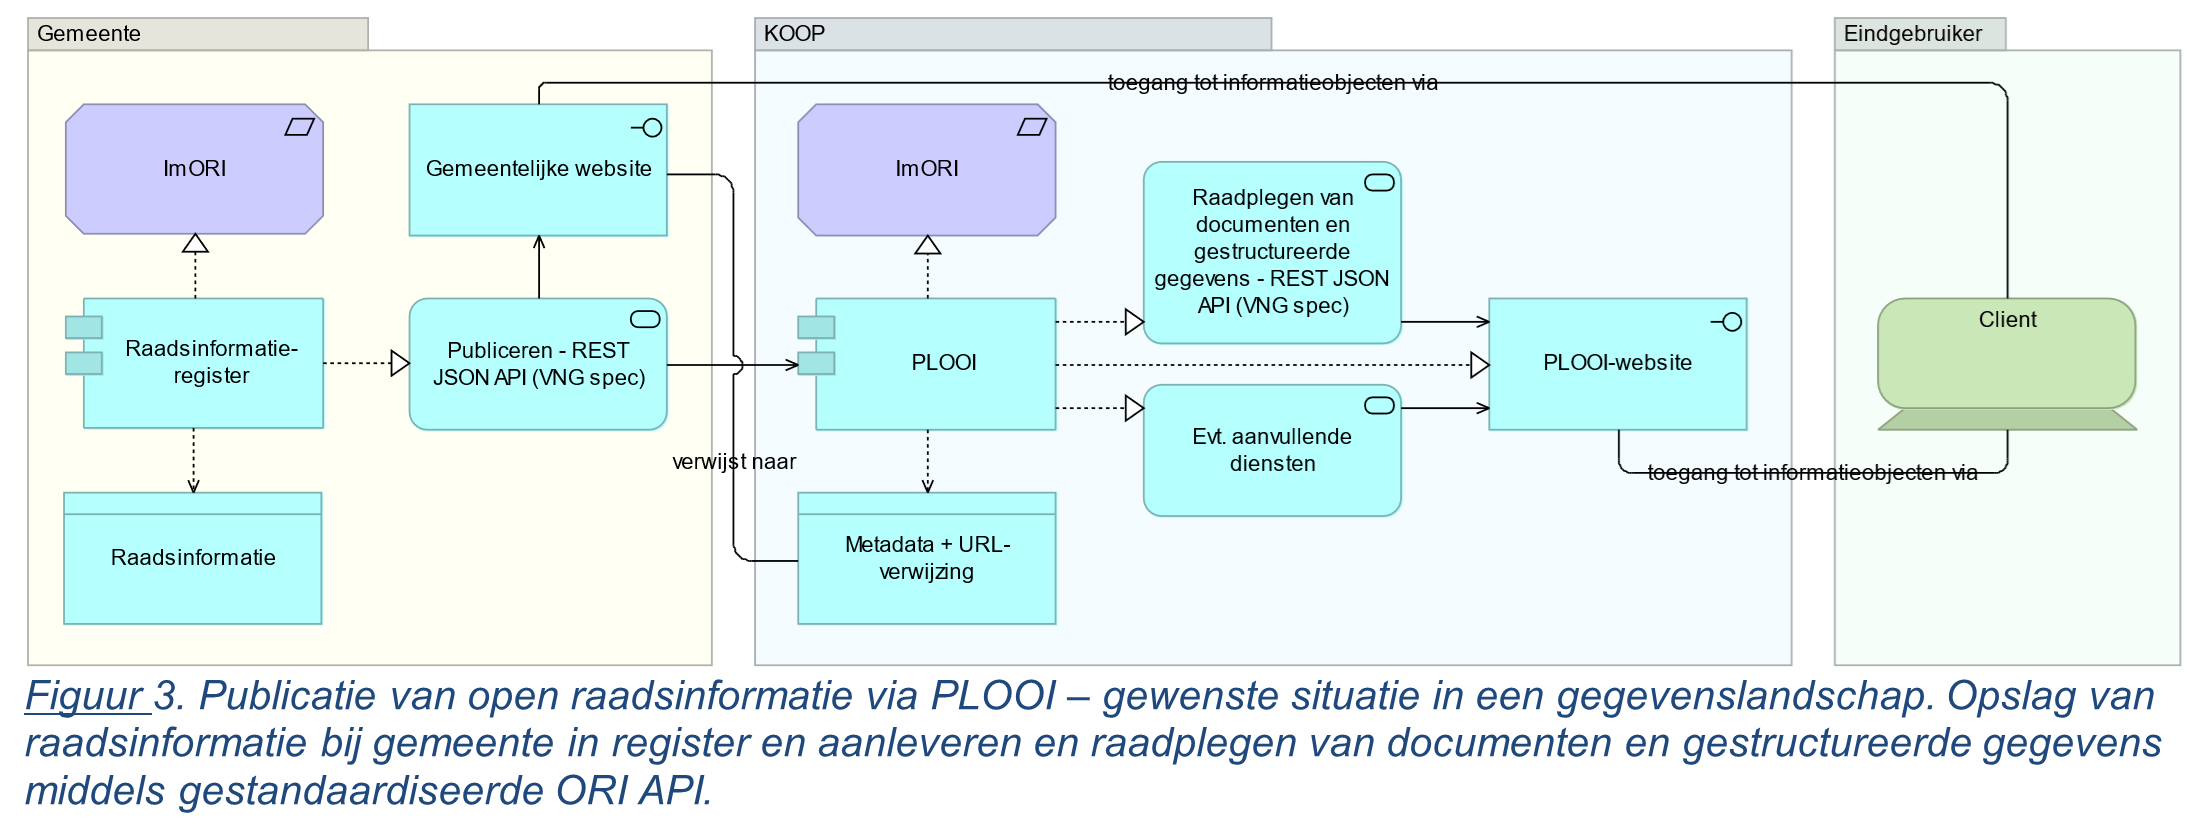 Gemeente
KOOP
Eindgebruiker
toegang tot informatieobjecten via
ImORI
Gemeentelijke website
ImORI
Raadplegen van
documenten en
gestructureerde
gegevens - REST JSON
API (VNG spec)
Raadsinformatie-
register
Publiceren - REST
JSON API (VNG spec)
PLOOI
PLOOI-website
Client
Evt. aanvullende
diensten
verwijst naar
toegang tot informatieobjecten via
Raadsinformatie
Metadata + URL-
verwijzing
Figuur 3. Publicatie van open raadsinformatie via PLOOI – gewenste situatie in een gegevenslandschap. Opslag van
raadsinformatie bij gemeente in register en aanleveren en raadplegen van documenten en gestructureerde gegevens
middels gestandaardiseerde ORI API.